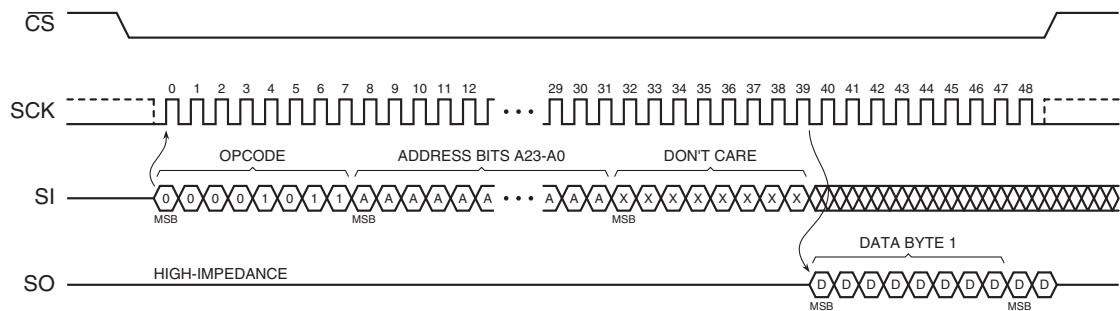 CS
0 1 2 3 4 5 6 7 8 9 10 11 12 29 30 31 32 33 34 35 36 37 38 39 40 41 42 43 44 45 46 47 48
SCK • • •
OPCODE ADDRESS BITS A23-A0 DON'T CARE
SI 0 0 0 0 1 0 1 1 A A A A A A • • • A A A X X X X X X X X
MSB MSB MSB
DATA BYTE 1
HIGH-IMPEDANCE
SO D D D D D D D D D D
MSB MSB